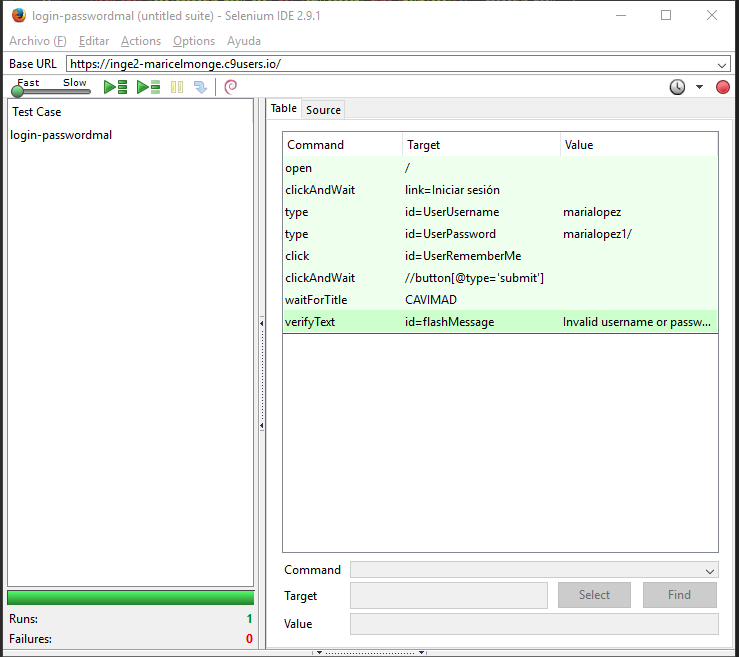 login-passwordmal (untitled suite) - Selenium IDE 2.9.1
Archivo (F) Editar Actions Options Ayuda
Base URL https://inge2-maricelmonge.c9users.io/
Fast Slow
Test Case
login-passwordmal
Table Source
Command Target Value
open /
clickAndWait link=Iniciar sesión
type id=UserUsername marialopez
type id=UserPassword marialopez1/
click id=UserRememberMe
clickAndWait //button[@type='submit']
waitForTitle CAVIMAD
verifyText id=flashMessage Invalid username or passw...
Command
Target Select Find
Value
Runs: 1
Failures: 0